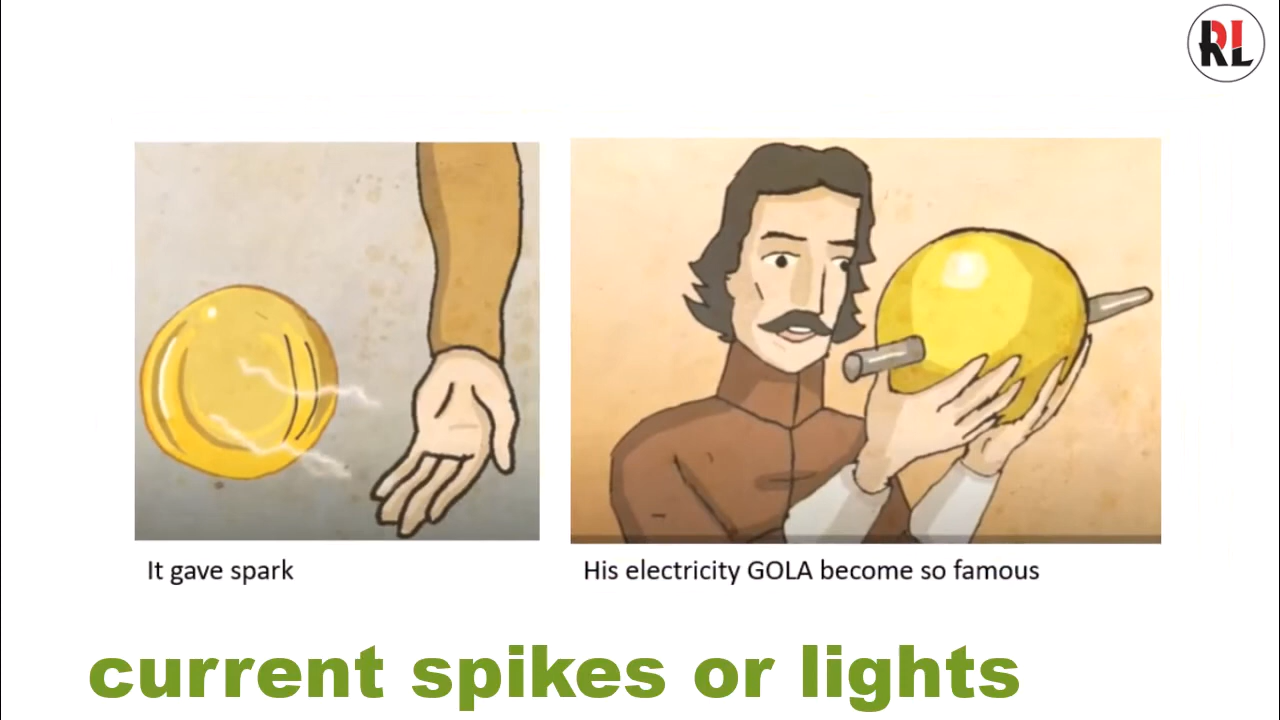 RL
It gave spark
His electricity GOLA become so famous
current spikes or lights